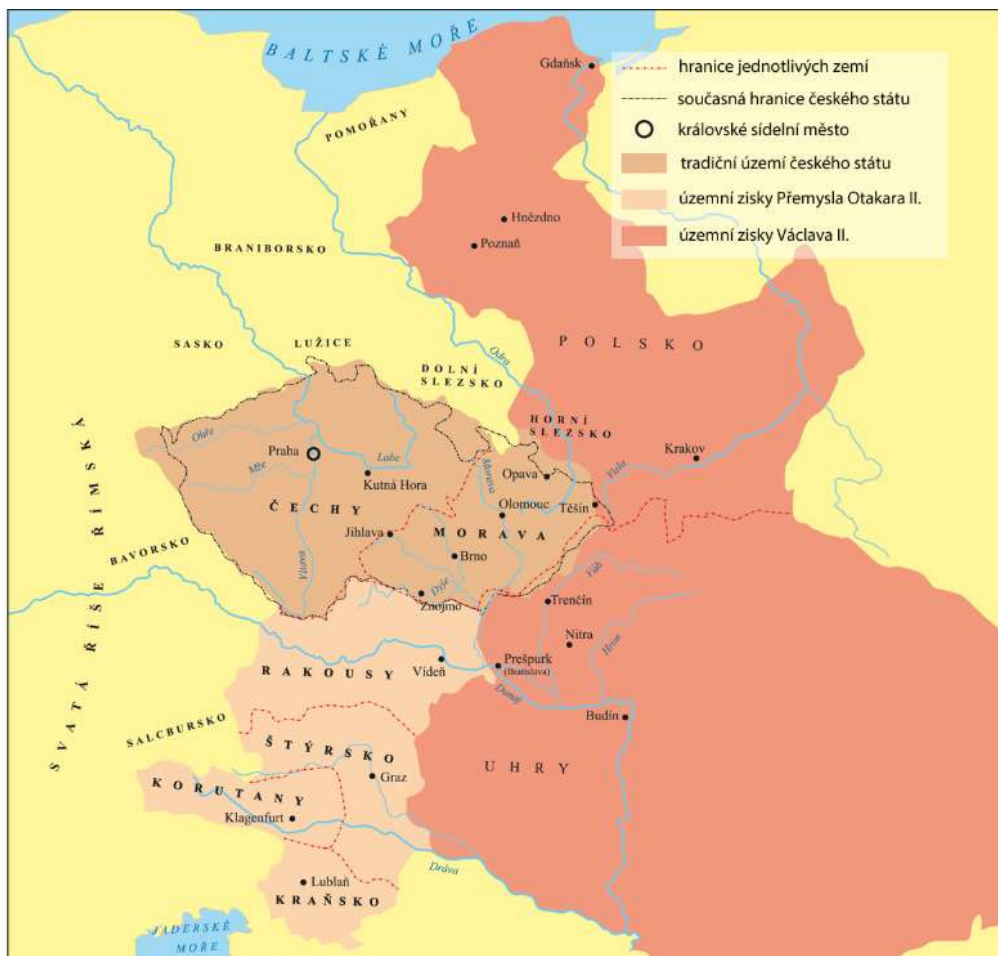 BALTSKÉ MOŘE
Gdaňsk
hranice jednotlivých zemí
současná hranice českého státu
královské sídelní město
tradiční území českého státu
územní zisky Přemysla Otakara II.
územní zisky Václava II.
POMOŘANY
Hnězdno
Poznaň
BRANIBORSKO
POLSKO
SASKO
LUŽICE
Odra
DOLNÍ
SLEZSKO
HORNÍ
SLEZSKO
SVATÁ ŘÍŠE ŘÍMSKÁ
Ohře
Praha
Mže
Labe
Kutná Hora
Morava
Opava
Visla
Krakov
Olomouc
Těšín
ČECHY
Jihlava
MORAVA
Brno
BAVORSKO
Vltava
Dyje
Znojmo
Váh
Trenčín
Nitra
Hron
RAKOUSY
Vídeň
Prešpurk
(Bratislava)
Dunaj
Budín
SALCBURSKO
ŠTÝRSKO
Graz
UHRY
KORUTANY
Klagenfurt
Dráva
Lublaň
KRAŇSKO
JADERSKÉ
MOŘE